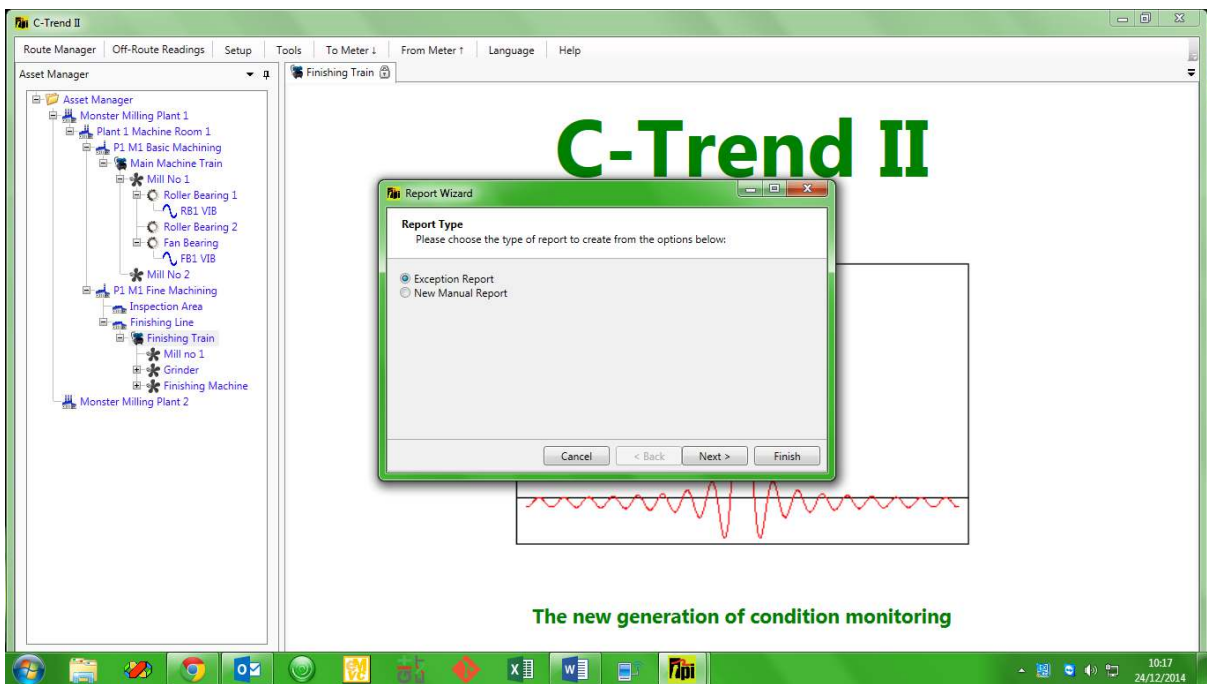 C-Trend II
Route Manager Off-Route Readings Setup Tools To Meter ↓ From Meter ↑ Language Help
Asset Manager
Finishing Train
Asset Manager
Monster Milling Plant 1
Plant 1 Machine Room 1
P1 M1 Basic Machining
Main Machine Train
Mill No 1
Roller Bearing 1
RB1 VIB
Roller Bearing 2
Fan Bearing
FB1 VIB
Mill No 2
P1 M1 Fine Machining
Inspection Area
Finishing Line
Finishing Train
Mill no 1
Grinder
Finishing Machine
Monster Milling Plant 2
C-Trend II
Report Wizard
Report Type
Please choose the type of report to create from the options below:
Exception Report
New Manual Report
Cancel < Back Next > Finish
The new generation of condition monitoring
10:17
24/12/2014